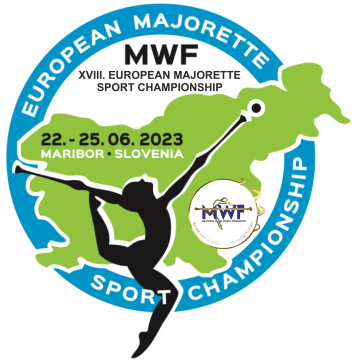 EUROPEAN MAJORETTE
MWF
XVIII. EUROPEAN MAJORETTE
SPORT CHAMPIONSHIP
22. - 25. 06. 2023
MARIBOR • SLOVENIA
MWF
SPORT CHAMPIONSHIP